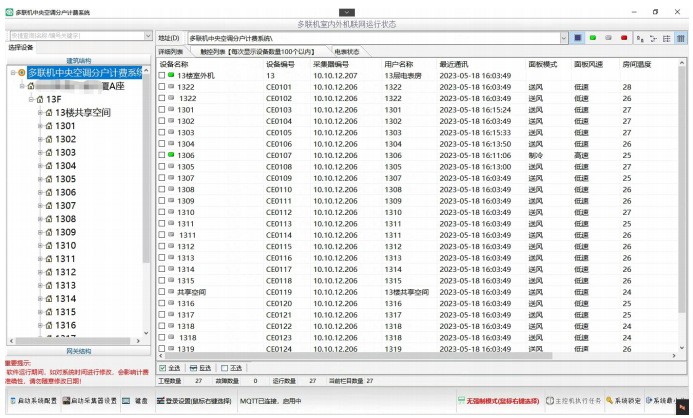 多联机中央空调分户计费系统
多联机室内外机联网运行状态
选择设备
地址(D) 多联机中央空调分户计费系统\
详细列表 触控列表【每次显示设备数量100个以内】 电表状态
建筑结构
多联机中央空调分户计费系统
夏A座
13F
13楼共享空间
1301
1302
1303
1304
1305
1306
1307
1308
1309
1310
1311
1312
1313
1314
1315
1316
网关结构
设备名称 设备编号 采集器编号 用户名称 最近通讯 面板模式 面板风速 房间温度
13楼室外机 13 10.10.12.207 13层电表房 2023-05-18 16:03:49
1322 CE0101 10.10.12.206 1322 2023-05-18 16:03:49 送风 低速 28
1322 CE0102 10.10.12.206 1322 2023-05-18 16:03:49 送风 低速 26
1301 CE0103 10.10.12.206 1301 2023-05-18 16:15:24 送风 低速 27
1302 CE0104 10.10.12.206 1302 2023-05-18 16:03:49 送风 低速 27
1303 CE0105 10.10.12.206 1303 2023-05-18 16:15:33 送风 低速 27
1304 CE0106 10.10.12.206 1304 2023-05-18 16:13:50 送风 低速 26
1306 CE0107 10.10.12.206 1306 2023-05-18 16:11:06 制冷 高速 25
1305 CE0108 10.10.12.206 1305 2023-05-18 16:13:00 送风 低速 27
1307 CE0109 10.10.12.206 1307 2023-05-18 16:03:49 送风 低速 25
1308 CE0110 10.10.12.206 1308 2023-05-18 16:03:49 送风 低速 26
1309 CE0111 10.10.12.206 1309 2023-05-18 16:03:49 送风 低速 26
1310 CE0112 10.10.12.206 1310 2023-05-18 16:03:49 送风 低速 27
1311 CE0113 10.10.12.206 1311 2023-05-18 16:03:49 送风 低速 25
1311 CE0114 10.10.12.206 1311 2023-05-18 16:03:49 送风 低速 26
1312 CE0115 10.10.12.206 1312 2023-05-18 16:03:49 送风 低速 26
1313 CE0116 10.10.12.206 1313 2023-05-18 16:03:49 送风 低速 26
1314 CE0117 10.10.12.206 1314 2023-05-18 16:03:49 送风 低速 26
1315 CE0118 10.10.12.206 1315 2023-05-18 16:03:49 送风 低速 26
共享空间 CE0119 10.10.12.206 13楼共享空间 2023-05-18 16:03:49 送风 低速 24
1316 CE0120 10.10.12.206 1316 2023-05-18 16:03:49 送风 低速 25
1317 CE0121 10.10.12.206 1317 2023-05-18 16:03:49 送风 低速 25
1318 CE0122 10.10.12.206 1318 2023-05-18 16:03:49 送风 低速 24
1318 CE0123 10.10.12.206 1318 2023-05-18 16:03:49 送风 低速 24
1319 CE0124 10.10.12.206 1319 2023-05-18 16:03:49 送风 低速 26
全选 反选 不选
重要提示:
软件运行期间，如对系统时间进行修改，会影响计费
准确性，请勿随意修改日期！
工程数量 27 故障数量 0 运行数量 27 当前栏目数量 27
启动系统配置 启动采集器设置 键盘 登录设置(鼠标右键选择) MQTT已连接，启用中 无强制模式(鼠标右键选择) 主控机执行任务 系统锁定 系统最小